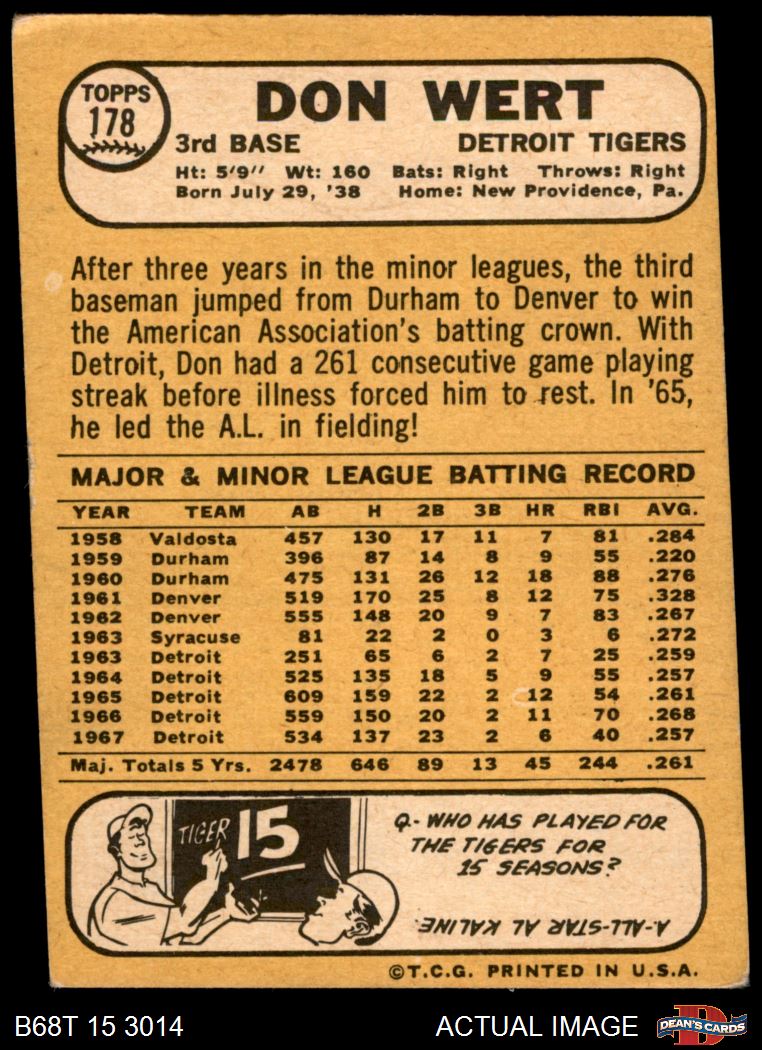 TOPPS
178
DON WERT
3rd BASE DETROIT TIGERS
Ht: 5'9" Wt: 160 Bats: Right Throws: Right
Born July 29, '38 Home: New Providence, Pa.
After three years in the minor leagues, the third
baseman jumped from Durham to Denver to win
the American Association's batting crown. With
Detroit, Don had a 261 consecutive game playing
streak before illness forced him to rest. In '65,
he led the A.L. in fielding!
MAJOR & MINOR LEAGUE BATTING RECORD
YEAR TEAM AB H 2B 3B HR RBI AVG.
1958 Valdosta 457 130 17 11 7 81 .284
1959 Durham 396 87 14 8 9 55 .220
1960 Durham 475 131 26 12 18 88 .276
1961 Denver 519 170 25 8 12 75 .328
1962 Denver 555 148 20 9 7 83 .267
1963 Syracuse 81 22 2 0 3 6 .272
1963 Detroit 251 65 6 2 7 25 .259
1964 Detroit 525 135 18 5 9 55 .257
1965 Detroit 609 159 22 2 12 54 .261
1966 Detroit 559 150 20 2 11 70 .268
1967 Detroit 534 137 23 2 6 40 .257
Maj. Totals 5 Yrs. 2478 646 89 13 45 244 .261
TIGER 15
Q- WHO HAS PLAYED FOR
THE TIGERS FOR
15 SEASONS?
A-ALL-STAR AL KALINE.
©T.C.G. PRINTED IN U.S.A.
B68T 15 3014 ACTUAL IMAGE
D
DEAN'S CARDS